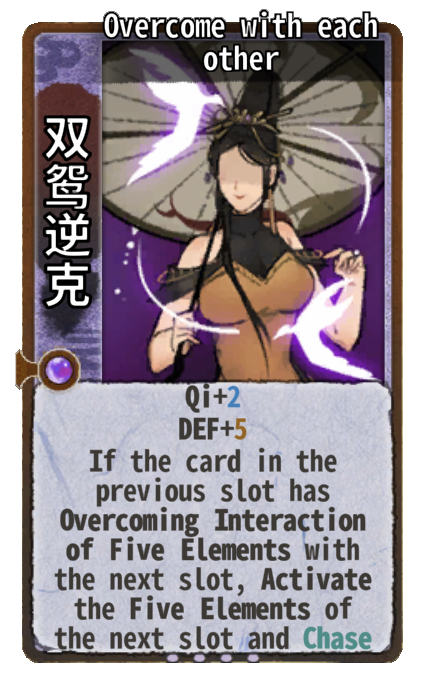 Overcome with each
other
双鸳逆克
Qi+2
DEF+5
If the card in the
previous slot has
Overcoming Interaction
of Five Elements with
the next slot, Activate
the Five Elements of
the next slot and Chase